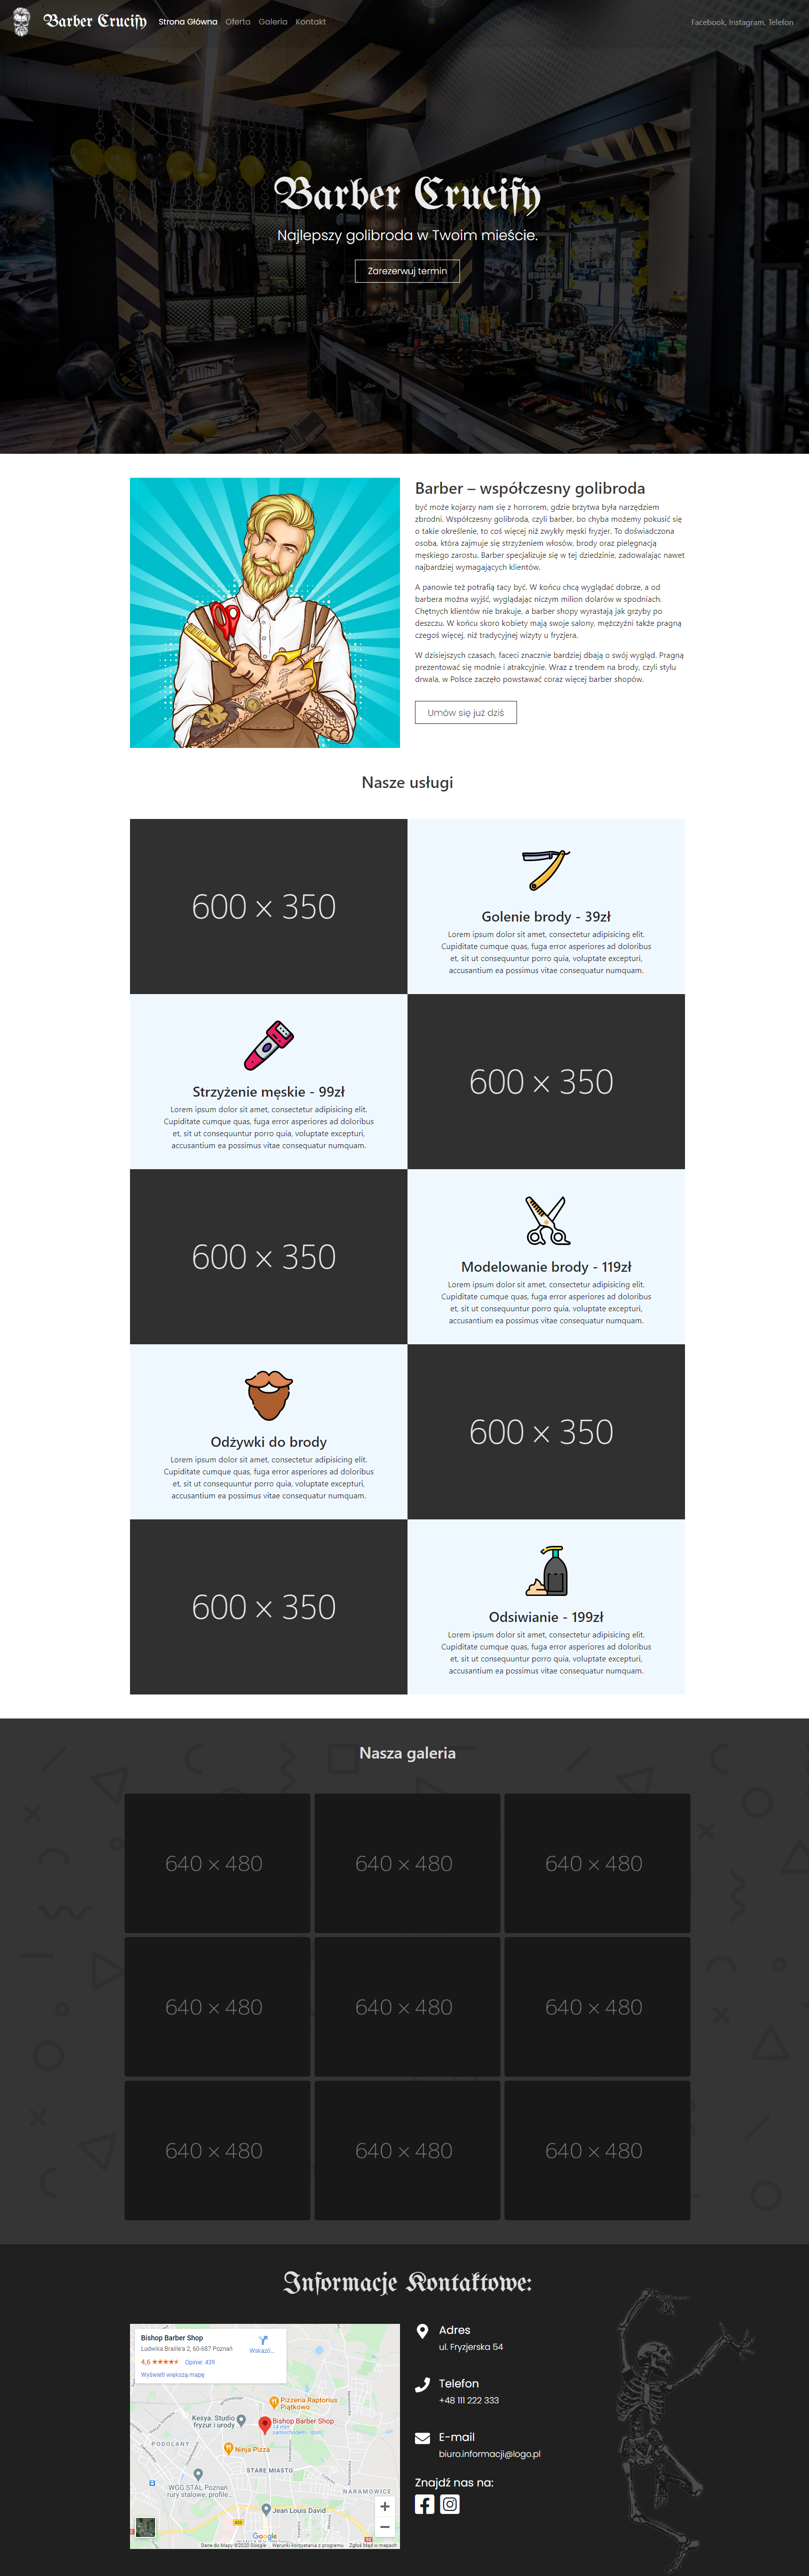 Barber Crucify
Strona Główna Oferta Galeria Kontakt
Facebook, Instagram, Telefon
Barber Crucify
Najlepszy golibroda w Twoim mieście.
Zarezerwuj termin
Barber – współczesny golibroda
być może kojarzy nam się z horrorem, gdzie brzytwa była narzędziem
zbrodni. Współczesny golibroda, czyli barber, bo chyba możemy pokusić się
o takie określenie, to coś więcej niż zwykły męski fryzjer. To doświadczona
osoba, która zajmuje się strzyżeniem włosów, brody oraz pielęgnacją
męskiego zarostu. Barber specjalizuje się w tej dziedzinie, zadowalając nawet
najbardziej wymagających klientów.
A panowie też potrafią tacy być. W końcu chcą wyglądać dobrze, a od
barbera można wyjść, wyglądając niczym milion dolarów w spodniach.
Chętnych klientów nie brakuje, a barber shopy wyrastają jak grzyby po
deszczu. W końcu skoro kobiety mają swoje salony, mężczyźni także pragną
czegoś więcej, niż tradycyjnej wizyty u fryzjera.
W dzisiejszych czasach, faceci znacznie bardziej dbają o swój wygląd. Pragną
prezentować się modnie i atrakcyjnie. Wraz z trendem na brody, czyli stylu
drwala, w Polsce zaczęło powstawać coraz więcej barber shopów.
Umów się już dziś
Nasze usługi
600 × 350
Golenie brody - 39zł
Lorem ipsum dolor sit amet, consectetur adipisicing elit.
Cupiditate cumque quas, fuga error asperiores ad doloribus
et, sit ut consequuntur porro quia, voluptate excepturi,
accusantium ea possimus vitae consequatur numquam.
Strzyżenie męskie - 99zł
Lorem ipsum dolor sit amet, consectetur adipisicing elit.
Cupiditate cumque quas, fuga error asperiores ad doloribus
et, sit ut consequuntur porro quia, voluptate excepturi,
accusantium ea possimus vitae consequatur numquam.
600 × 350
600 × 350
Modelowanie brody - 119zł
Lorem ipsum dolor sit amet, consectetur adipisicing elit.
Cupiditate cumque quas, fuga error asperiores ad doloribus
et, sit ut consequuntur porro quia, voluptate excepturi,
accusantium ea possimus vitae consequatur numquam.
Odżywki do brody
Lorem ipsum dolor sit amet, consectetur adipisicing elit.
Cupiditate cumque quas, fuga error asperiores ad doloribus
et, sit ut consequuntur porro quia, voluptate excepturi,
accusantium ea possimus vitae consequatur numquam.
600 × 350
600 × 350
Odsiwianie - 199zł
Lorem ipsum dolor sit amet, consectetur adipisicing elit.
Cupiditate cumque quas, fuga error asperiores ad doloribus
et, sit ut consequuntur porro quia, voluptate excepturi,
accusantium ea possimus vitae consequatur numquam.
Nasza galeria
640 × 480
640 × 480
640 × 480
640 × 480
640 × 480
640 × 480
640 × 480
640 × 480
640 × 480
Informacje Kontaktowe:
Bishop Barber Shop
Ludwika Braille'a 2, 60-687 Poznań
4,6 Opinie: 439
Wyświetl większą mapę
Wskazó...
Pizzeria Raptorius
Piątkowo
Kesya. Studio
fryzur i urody
Bishop Barber Shop
14 min
samochodem - dom
PODOLANY
Ninja Pizza
STARE MIASTO
WGG STAL Poznań
rury stalowe, profile...
NARAMOWICE
Jean Louis David
433
92
Google
Dane do Mapy ©2020 Google Warunki korzystania z programu Zgłoś błąd w mapach
Adres
ul. Fryzjerska 54
Telefon
+48 111 222 333
E-mail
biuro.informacji@logo.pl
Znajdź nas na: